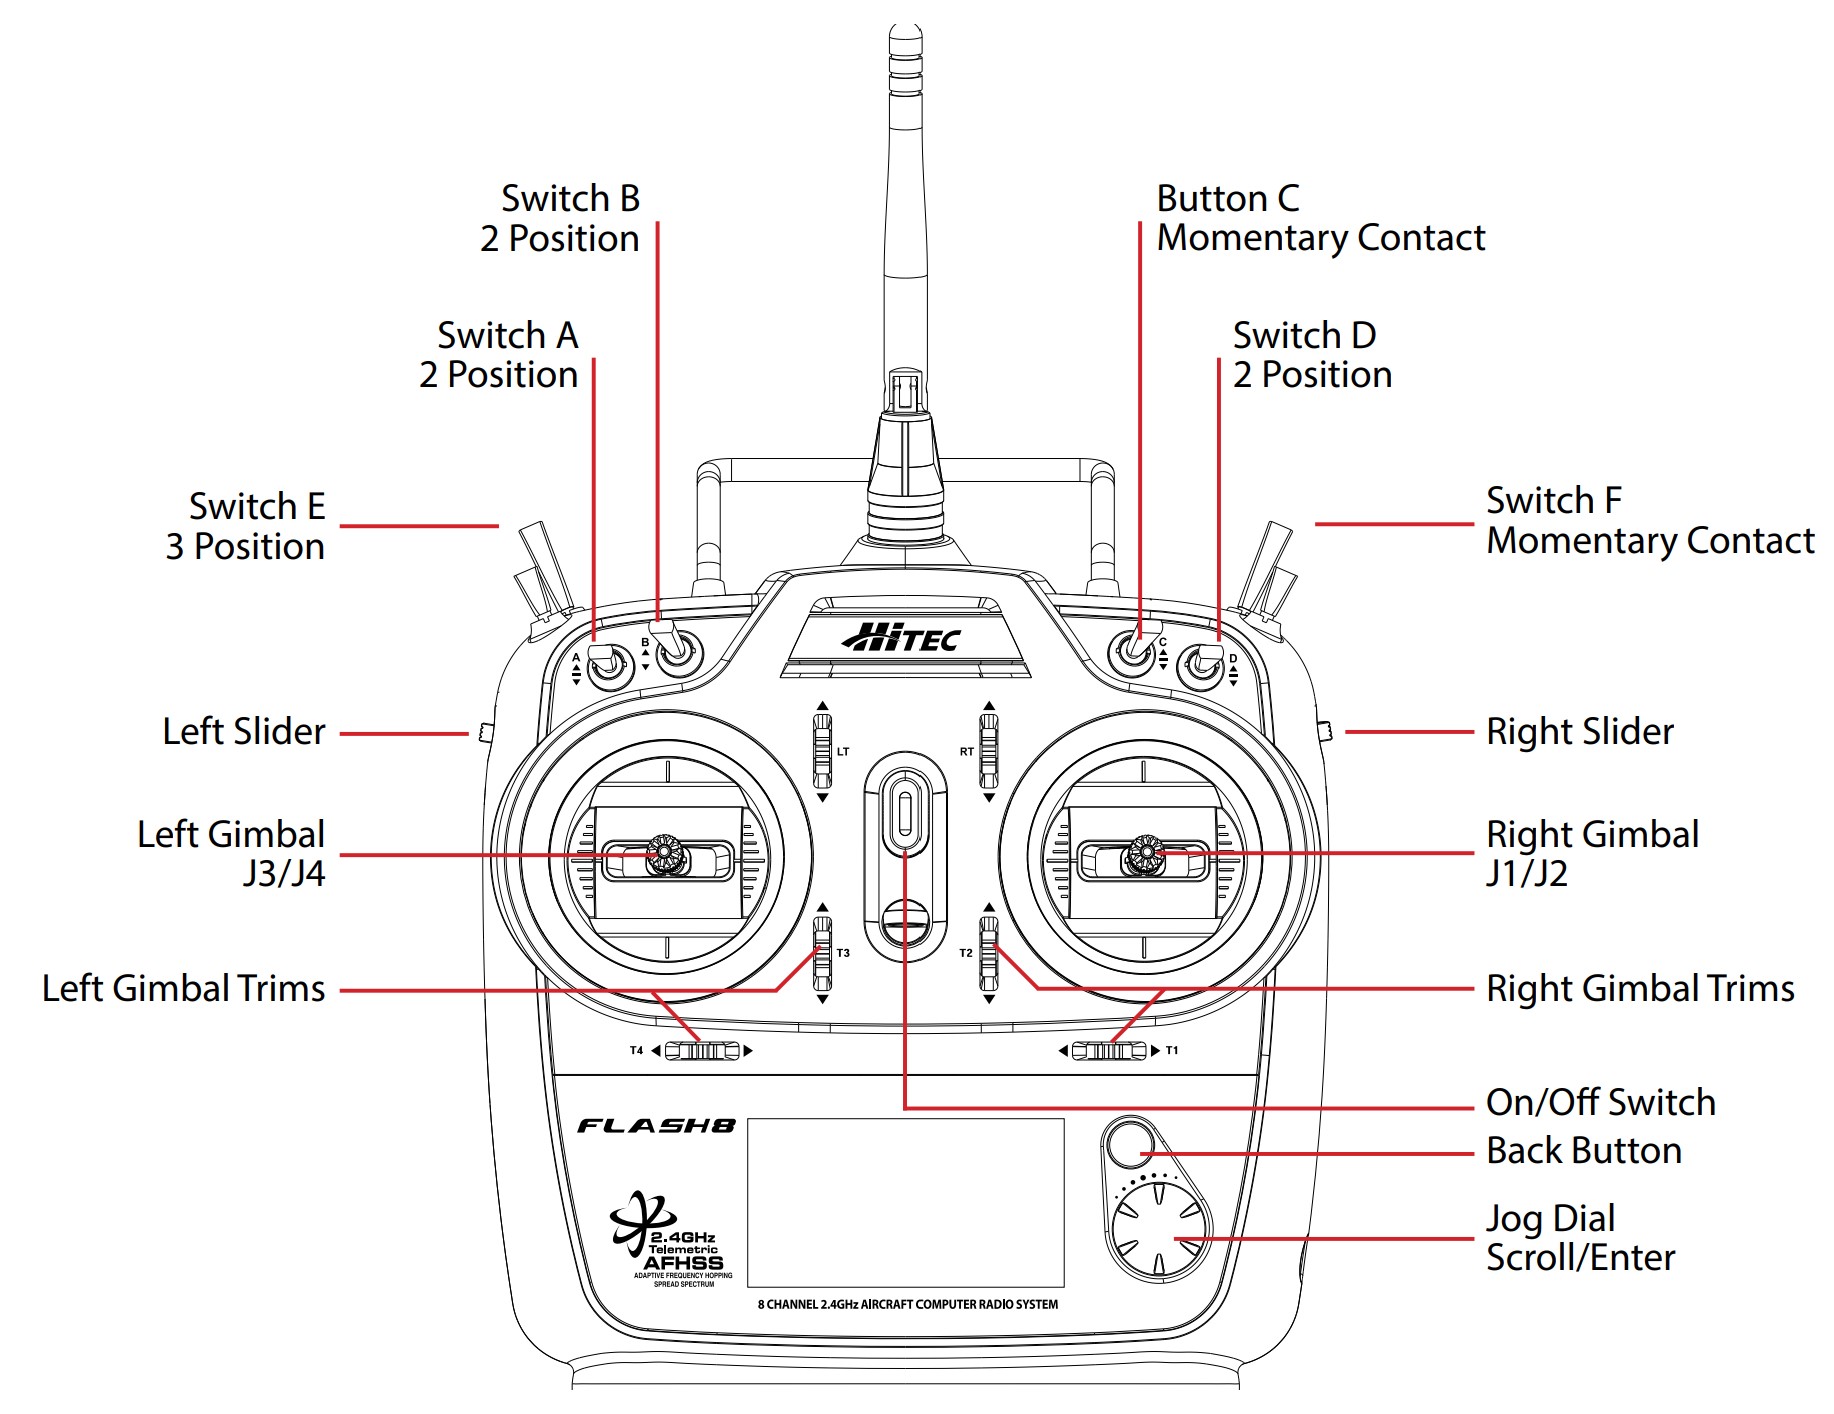 Switch B
2 Position
Button C
Momentary Contact
Switch A
2 Position
Switch D
2 Position
Switch E
3 Position
Switch F
Momentary Contact
HiTEC
A
B
C
D
Left Slider
Right Slider
LT
RT
Left Gimbal
J3/J4
Right Gimbal
J1/J2
T3
T2
Left Gimbal Trims
Right Gimbal Trims
T4
T1
On/Off Switch
Back Button
Jog Dial
Scroll/Enter
FLASH8
2.4GHz
Telemetric
AFHSS
ADAPTIVE FREQUENCY HOPPING
SPREAD SPECTRUM
8 CHANNEL 2.4GHz AIRCRAFT COMPUTER RADIO SYSTEM